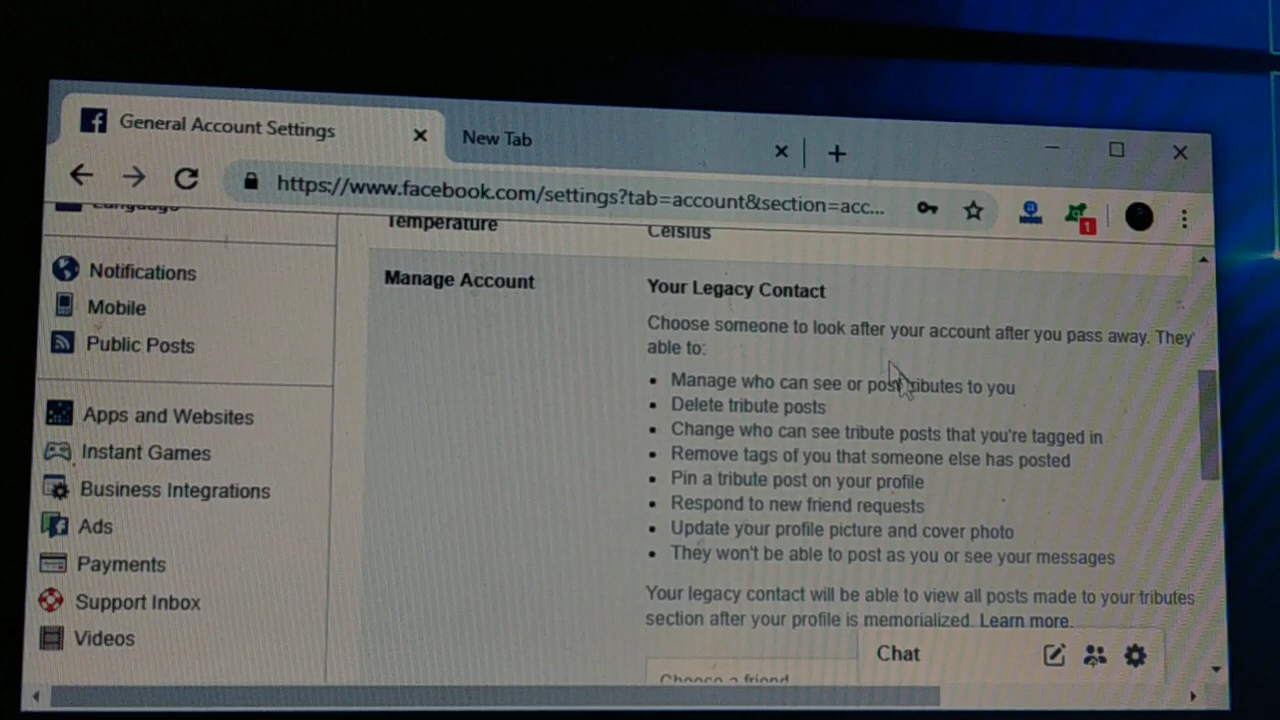 General Account Settings
New Tab
https://www.facebook.com/settings?tab=account&section=acc...
1
Language
Notifications
Mobile
Public Posts
Apps and Websites
Instant Games
Business Integrations
Ads
Payments
Support Inbox
Videos
Temperature
Celsius
Manage Account
Your Legacy Contact
Choose someone to look after your account after you pass away. They
able to:
Manage who can see or post tributes to you
Delete tribute posts
Change who can see tribute posts that you're tagged in
Remove tags of you that someone else has posted
Pin a tribute post on your profile
Respond to new friend requests
Update your profile picture and cover photo
They won't be able to post as you or see your messages
Your legacy contact will be able to view all posts made to your tributes
section after your profile is memorialized. Learn more.
Choose a friend
Chat